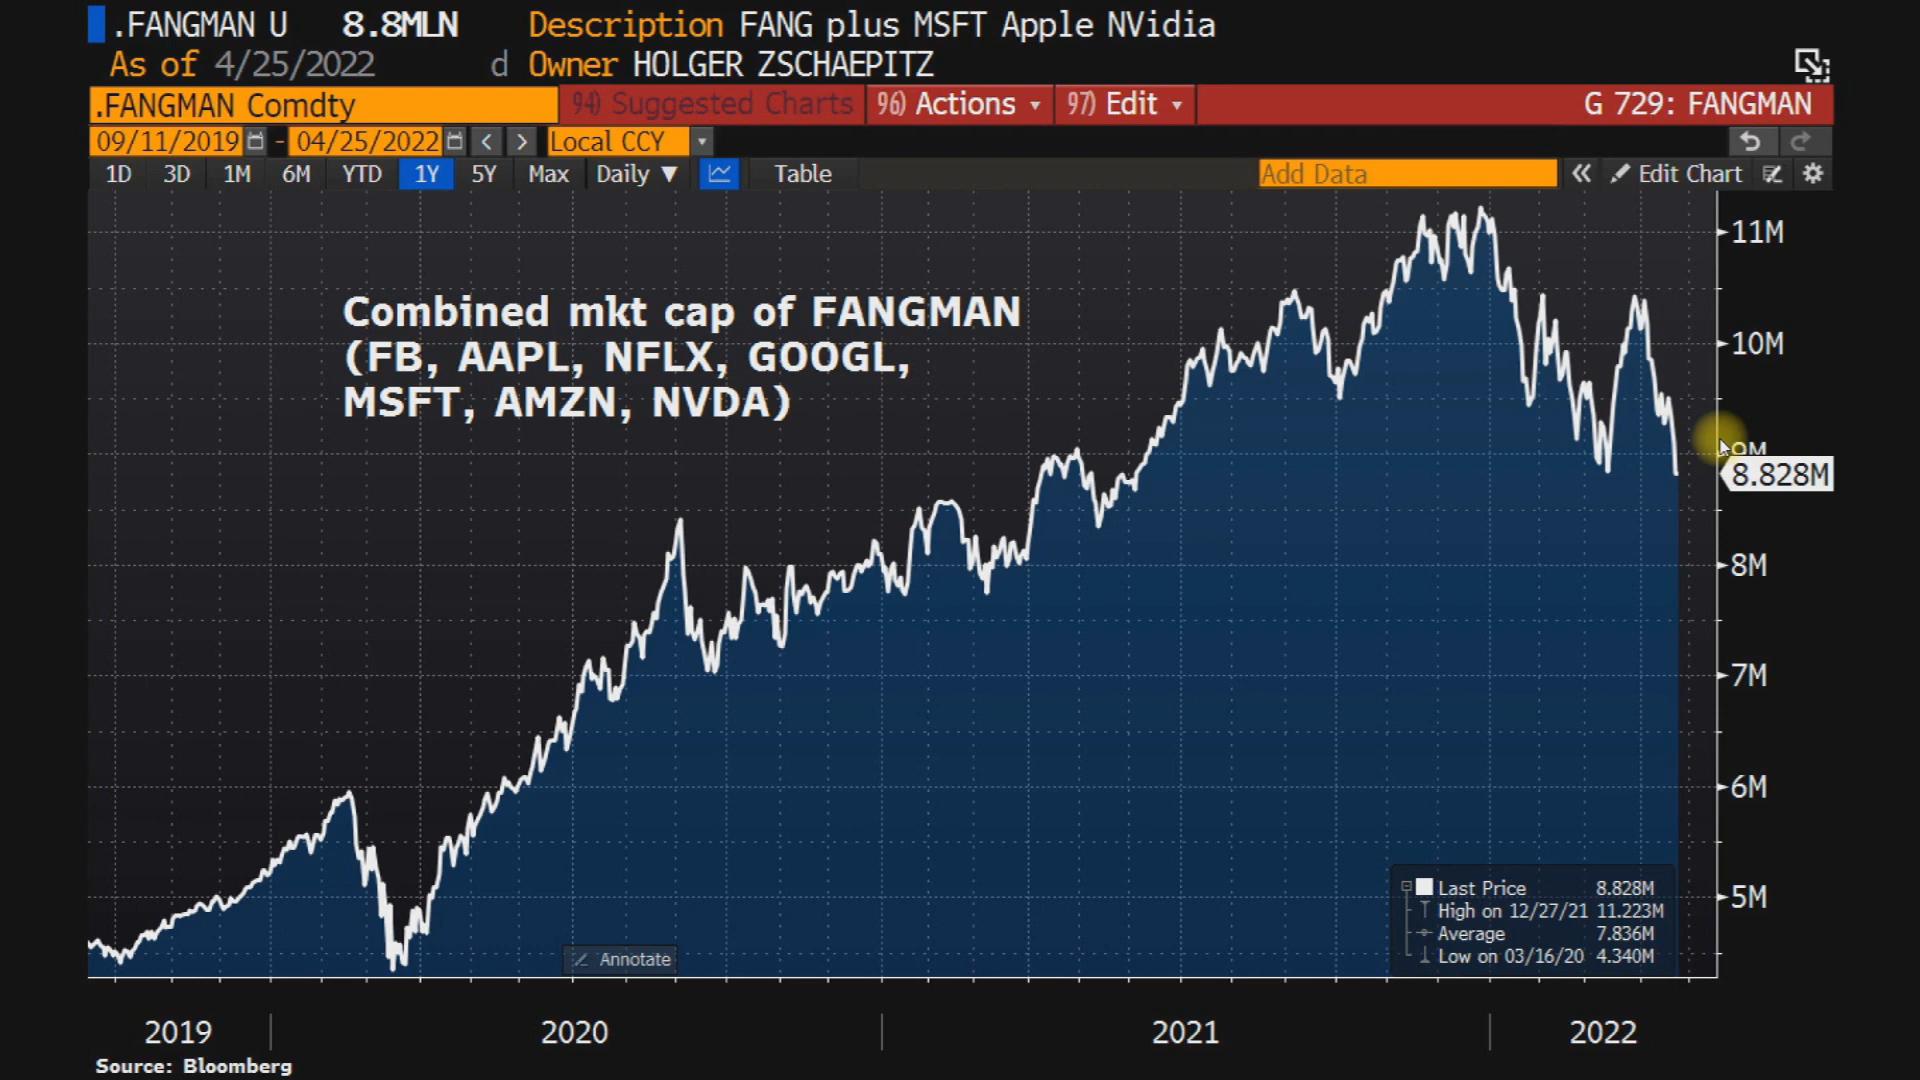 .FANGMAN U 8.8MLN Description FANG plus MSFT Apple NVidia
As of 4/25/2022 d Owner HOLGER ZSCHAEPITZ
.FANGMAN Comdty 94) Suggested Charts 96) Actions 97) Edit G 729: FANGMAN
09/11/2019 - 04/25/2022 Local CCY
1D 3D 1M 6M YTD 1Y 5Y Max Daily Table Add Data Edit Chart
11M
Combined mkt cap of FANGMAN
(FB, AAPL, NFLX, GOOGL,
MSFT, AMZN, NVDA)
10M
9M
8.828M
8M
7M
6M
5M
Last Price 8.828M
High on 12/27/21 11.223M
Average 7.836M
Low on 03/16/20 4.340M
Annotate
2019 2020 2021 2022
Source: Bloomberg